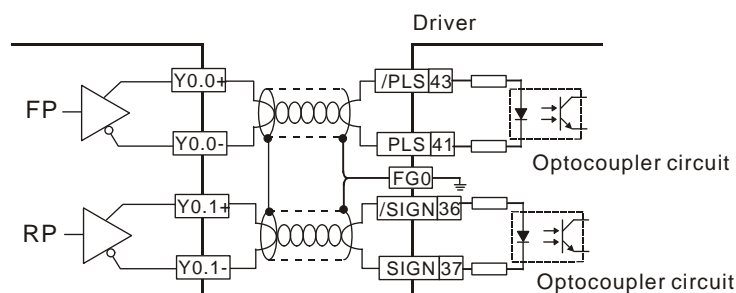 Driver
FP
Y0.0+
Y0.0-
/PLS 43
PLS 41
Optocoupler circuit
FG0
RP
Y0.1+
Y0.1-
/SIGN 36
SIGN 37
Optocoupler circuit